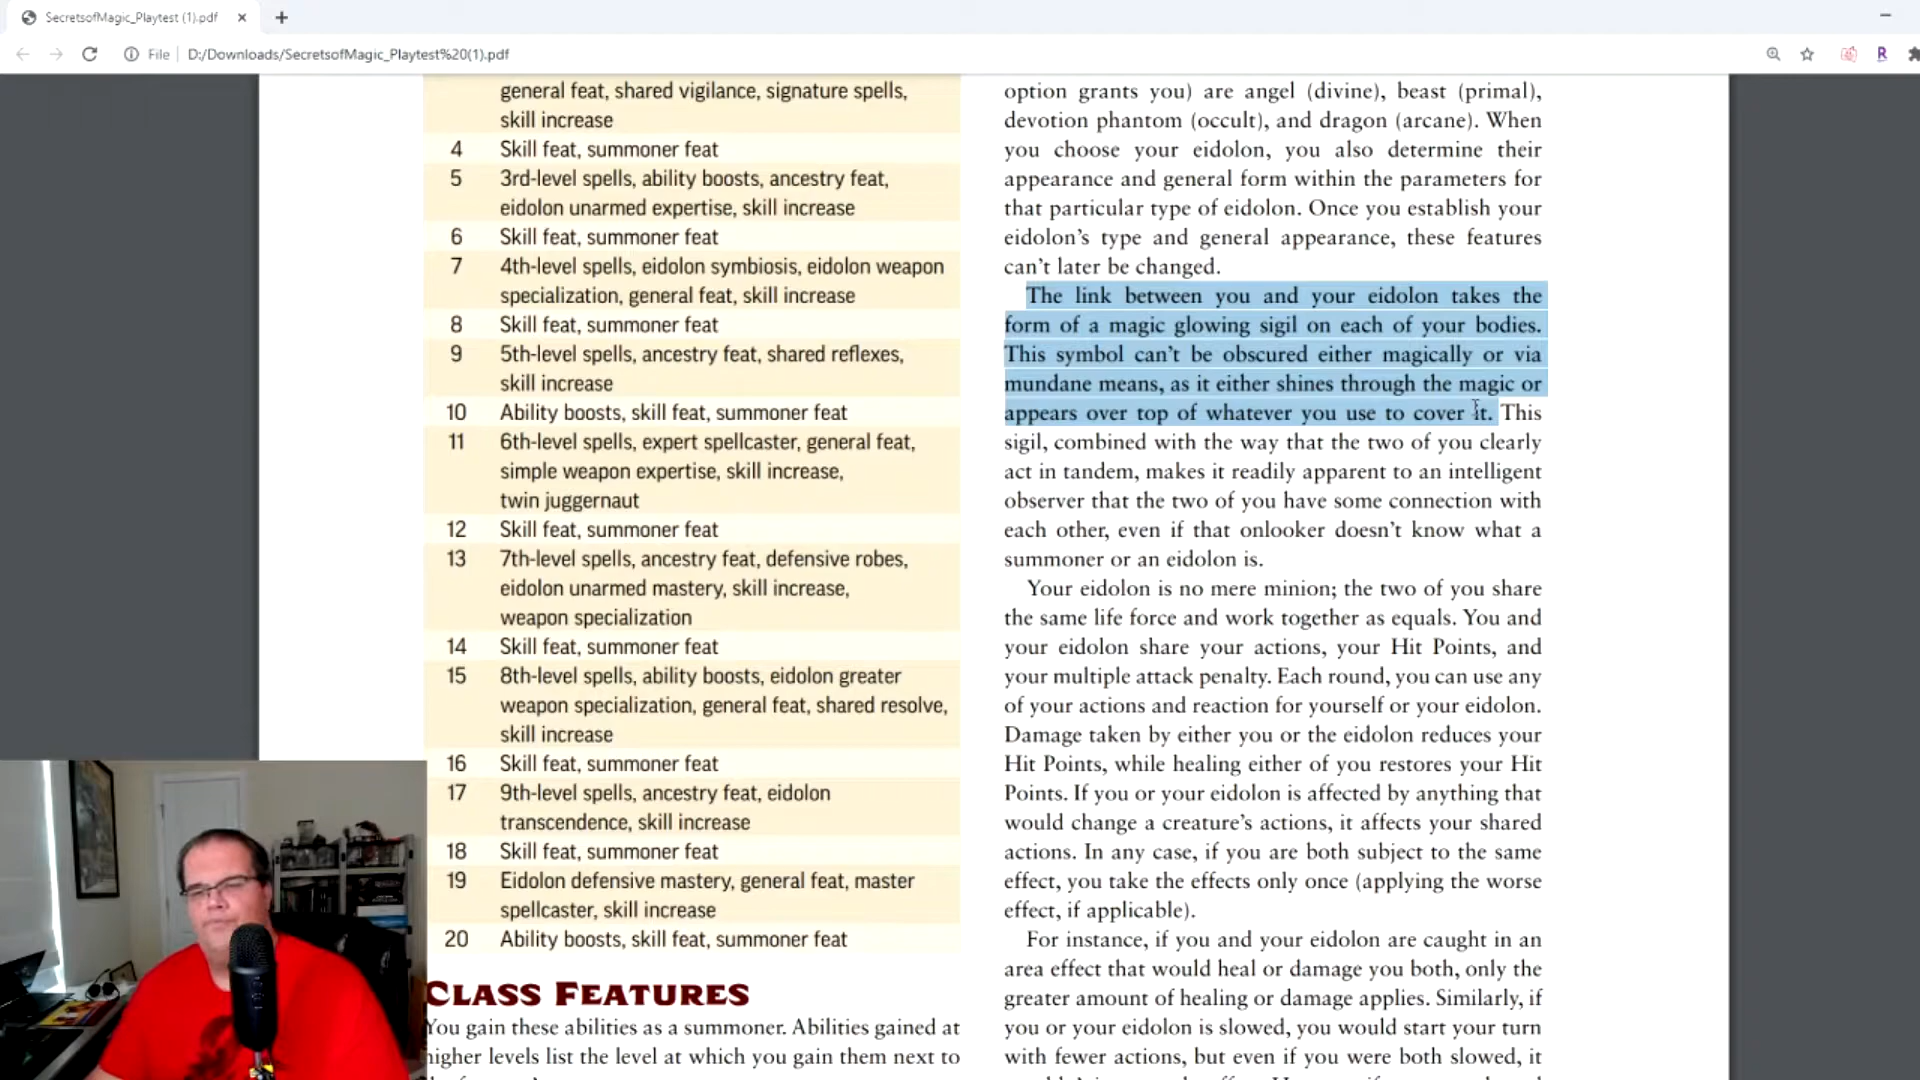 SecretsofMagic_Playtest (1).pdf
File
D:/Downloads/SecretsofMagic_Playtest%20(1).pdf
R
general feat, shared vigilance, signature spells,
skill increase
4 Skill feat, summoner feat
5 3rd-level spells, ability boosts, ancestry feat,
eidolon unarmed expertise, skill increase
6 Skill feat, summoner feat
7 4th-level spells, eidolon symbiosis, eidolon weapon
specialization, general feat, skill increase
8 Skill feat, summoner feat
9 5th-level spells, ancestry feat, shared reflexes,
skill increase
10 Ability boosts, skill feat, summoner feat
11 6th-level spells, expert spellcaster, general feat,
simple weapon expertise, skill increase,
twin juggernaut
12 Skill feat, summoner feat
13 7th-level spells, ancestry feat, defensive robes,
eidolon unarmed mastery, skill increase,
weapon specialization
14 Skill feat, summoner feat
15 8th-level spells, ability boosts, eidolon greater
weapon specialization, general feat, shared resolve,
skill increase
16 Skill feat, summoner feat
17 9th-level spells, ancestry feat, eidolon
transcendence, skill increase
18 Skill feat, summoner feat
19 Eidolon defensive mastery, general feat, master
spellcaster, skill increase
20 Ability boosts, skill feat, summoner feat
CLASS FEATURES
You gain these abilities as a summoner. Abilities gained at
higher levels list the level at which you gain them next to
option grants you) are angel (divine), beast (primal),
devotion phantom (occult), and dragon (arcane). When
you choose your eidolon, you also determine their
appearance and general form within the parameters for
that particular type of eidolon. Once you establish your
eidolon's type and general appearance, these features
can't later be changed.
The link between you and your eidolon takes the
form of a magic glowing sigil on each of your bodies.
This symbol can't be obscured either magically or via
mundane means, as it either shines through the magic or
appears over top of whatever you use to cover it. This
sigil, combined with the way that the two of you clearly
act in tandem, makes it readily apparent to an intelligent
observer that the two of you have some connection with
each other, even if that onlooker doesn't know what a
summoner or an eidolon is.
Your eidolon is no mere minion; the two of you share
the same life force and work together as equals. You and
your eidolon share your actions, your Hit Points, and
your multiple attack penalty. Each round, you can use any
of your actions and reaction for yourself or your eidolon.
Damage taken by either you or the eidolon reduces your
Hit Points, while healing either of you restores your Hit
Points. If you or your eidolon is affected by anything that
would change a creature's actions, it affects your shared
actions. In any case, if you are both subject to the same
effect, you take the effects only once (applying the worse
effect, if applicable).
For instance, if you and your eidolon are caught in an
area effect that would heal or damage you both, only the
greater amount of healing or damage applies. Similarly, if
you or your eidolon is slowed, you would start your turn
with fewer actions, but even if you were both slowed, it